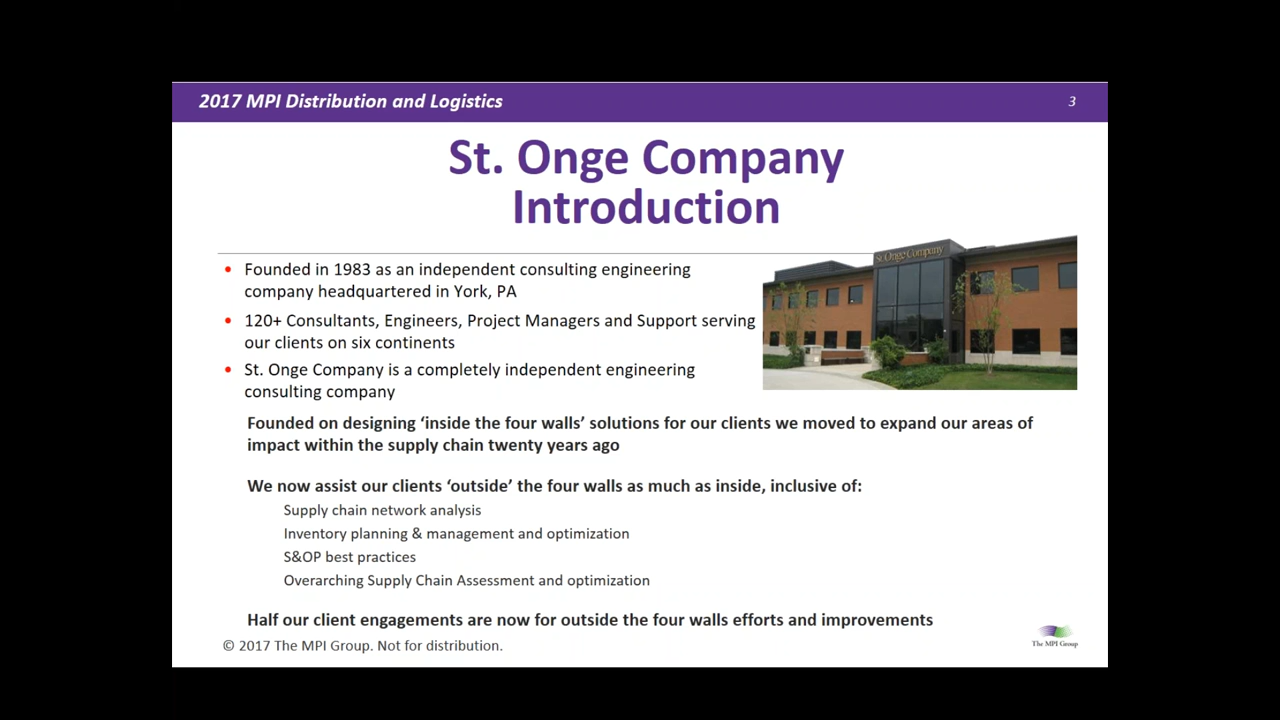 2017 MPI Distribution and Logistics
3
St. Onge Company
Introduction
• Founded in 1983 as an independent consulting engineering
company headquartered in York, PA
• 120+ Consultants, Engineers, Project Managers and Support serving
our clients on six continents
• St. Onge Company is a completely independent engineering
consulting company
St. Onge Company
Founded on designing ‘inside the four walls’ solutions for our clients we moved to expand our areas of
impact within the supply chain twenty years ago
We now assist our clients ‘outside’ the four walls as much as inside, inclusive of:
Supply chain network analysis
Inventory planning & management and optimization
S&OP best practices
Overarching Supply Chain Assessment and optimization
Half our client engagements are now for outside the four walls efforts and improvements
© 2017 The MPI Group. Not for distribution.
The MPI Group